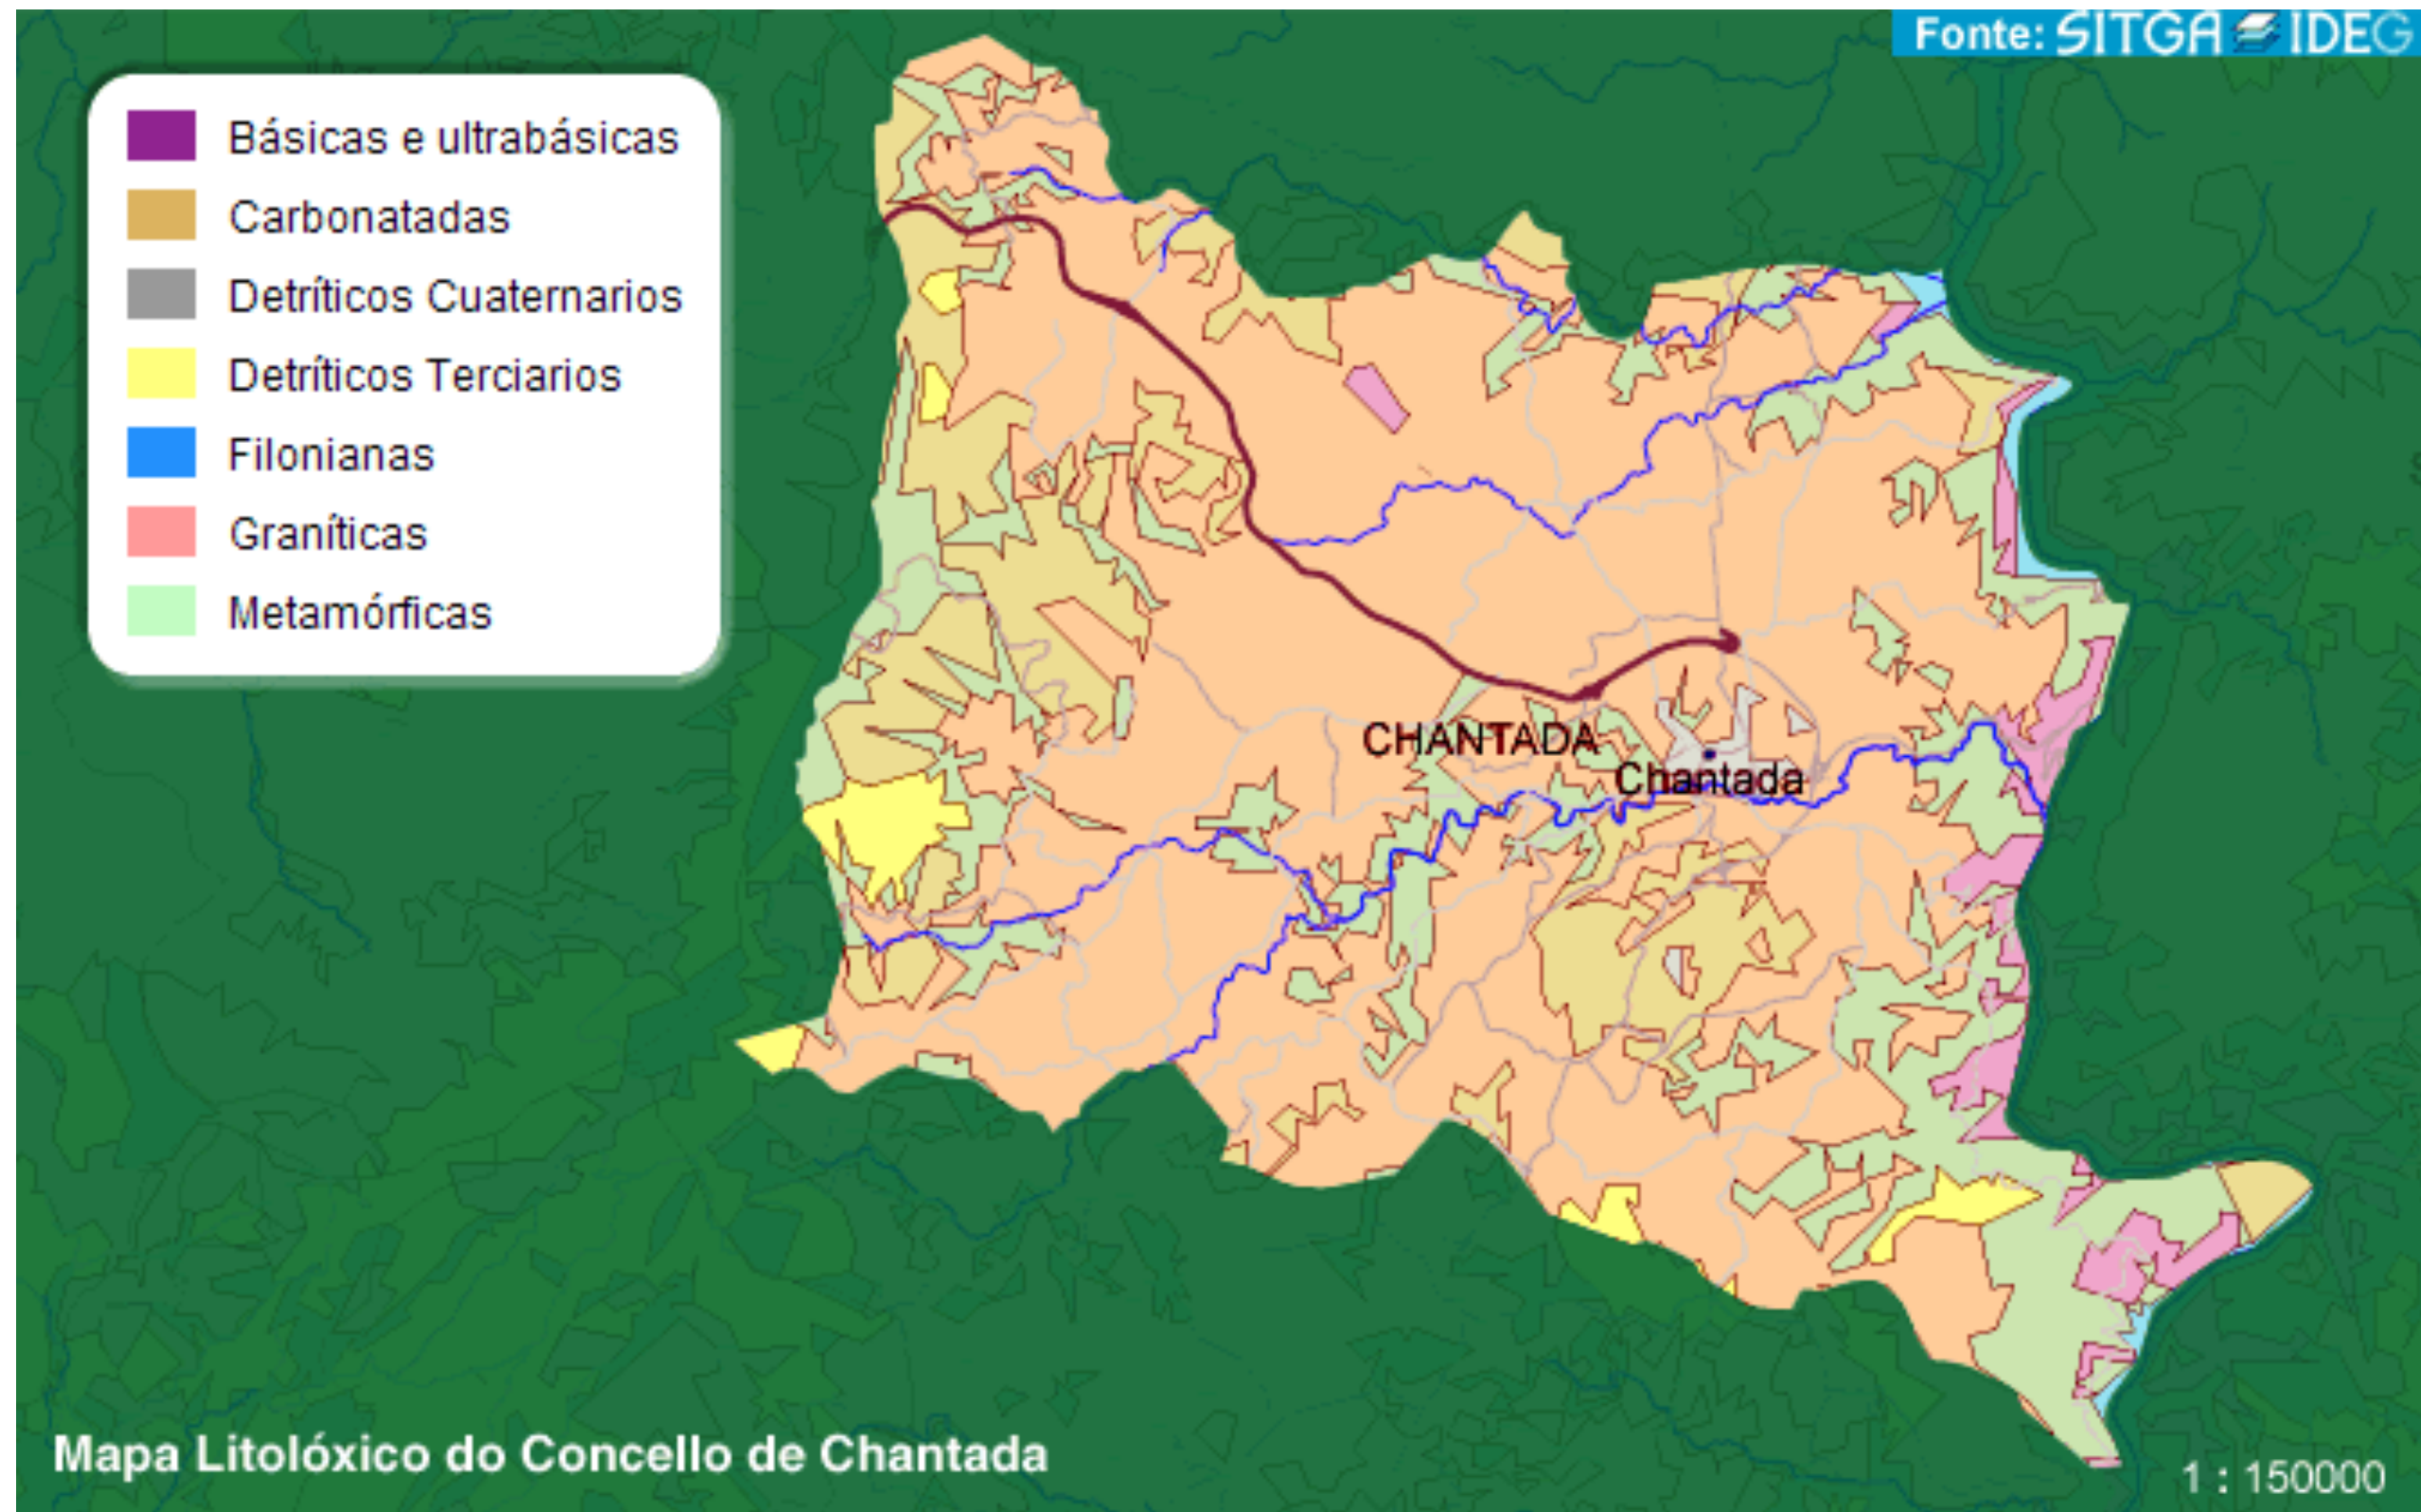 Fonte: SITGA IDEG
Básicas e ultrabásicas
Carbonatadas
Detríticos Cuaternarios
Detríticos Terciarios
Filonianas
Graníticas
Metamórficas
CHANTADA
Chantada
Mapa Litolóxico do Concello de Chantada
1 : 150000